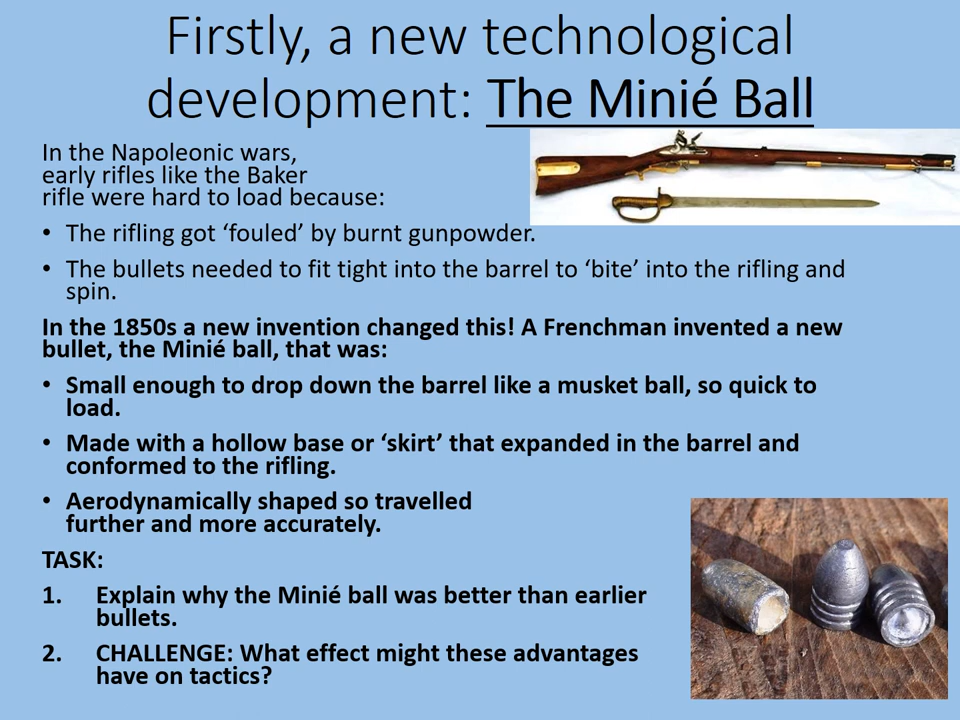 Firstly, a new technological
development: The Minié Ball
In the Napoleonic wars,
early rifles like the Baker
rifle were hard to load because:
• The rifling got ‘fouled’ by burnt gunpowder.
• The bullets needed to fit tight into the barrel to ‘bite’ into the rifling and
spin.
In the 1850s a new invention changed this! A Frenchman invented a new
bullet, the Minié ball, that was:
• Small enough to drop down the barrel like a musket ball, so quick to
load.
• Made with a hollow base or ‘skirt’ that expanded in the barrel and
conformed to the rifling.
• Aerodynamically shaped so travelled
further and more accurately.
TASK:
1. Explain why the Minié ball was better than earlier
bullets.
2. CHALLENGE: What effect might these advantages
have on tactics?